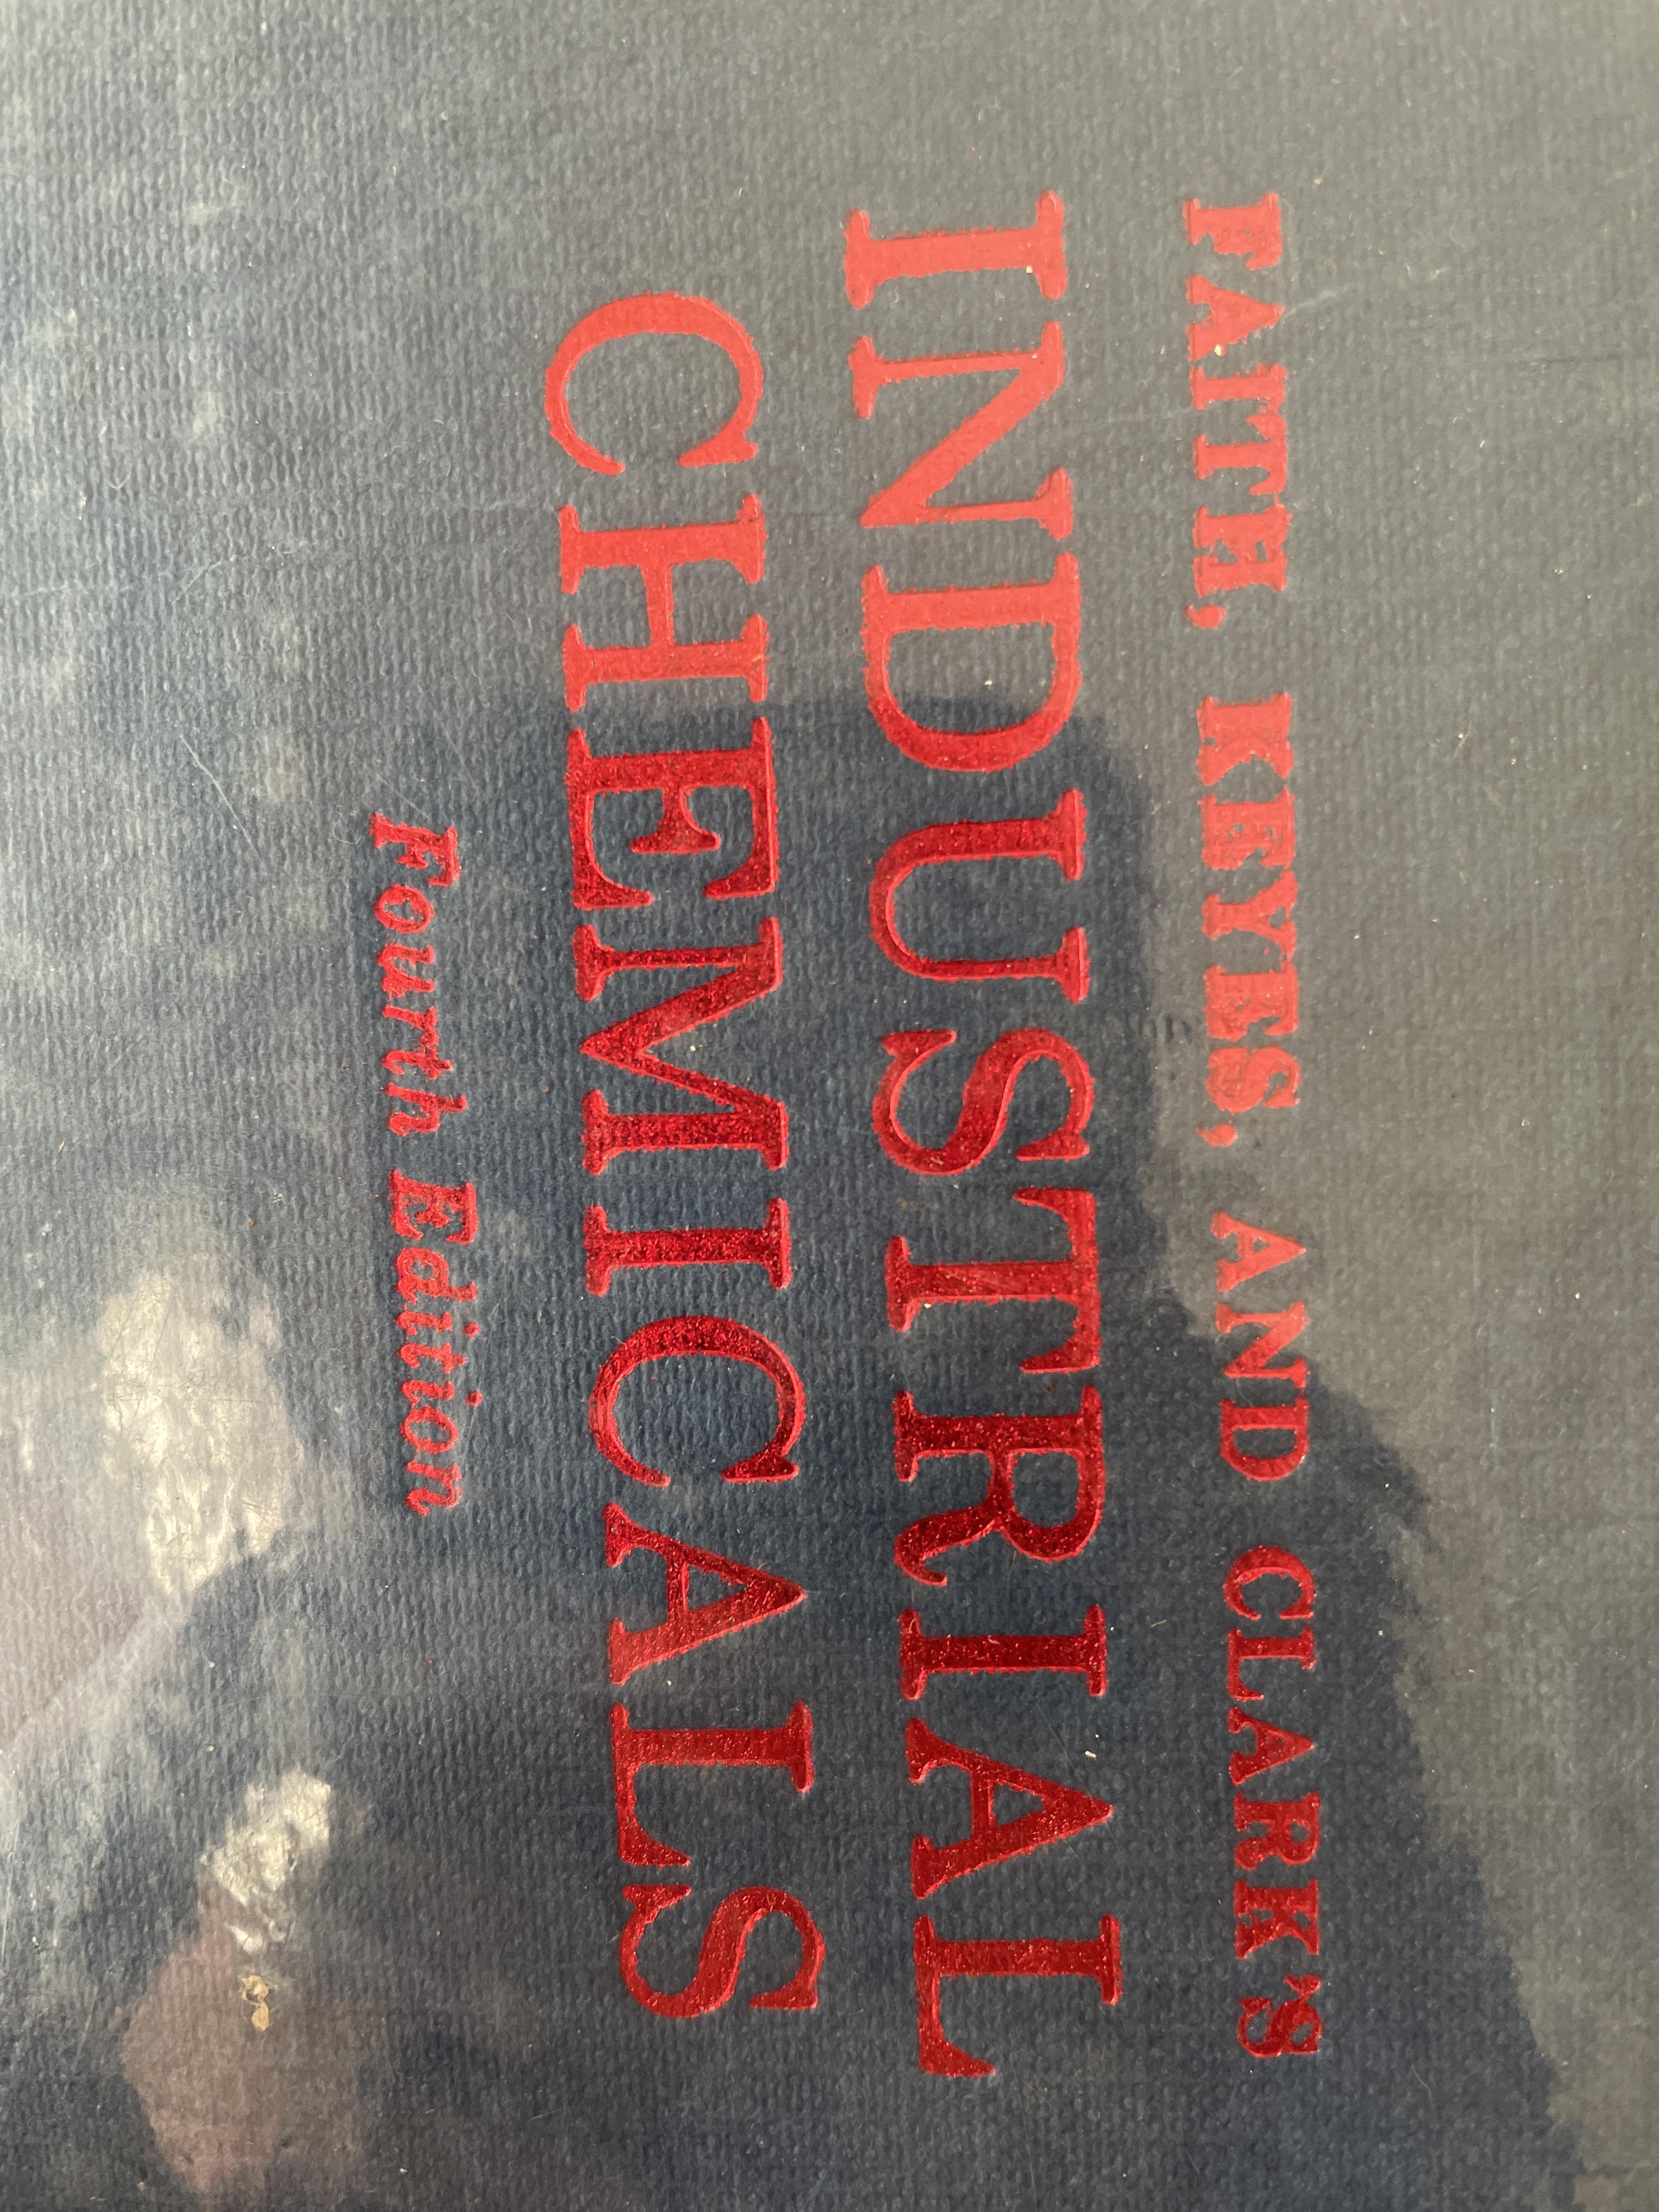 FAITH, KEYES, AND CLARK'S
INDUSTRIAL
CHEMICALS
Fourth Edition